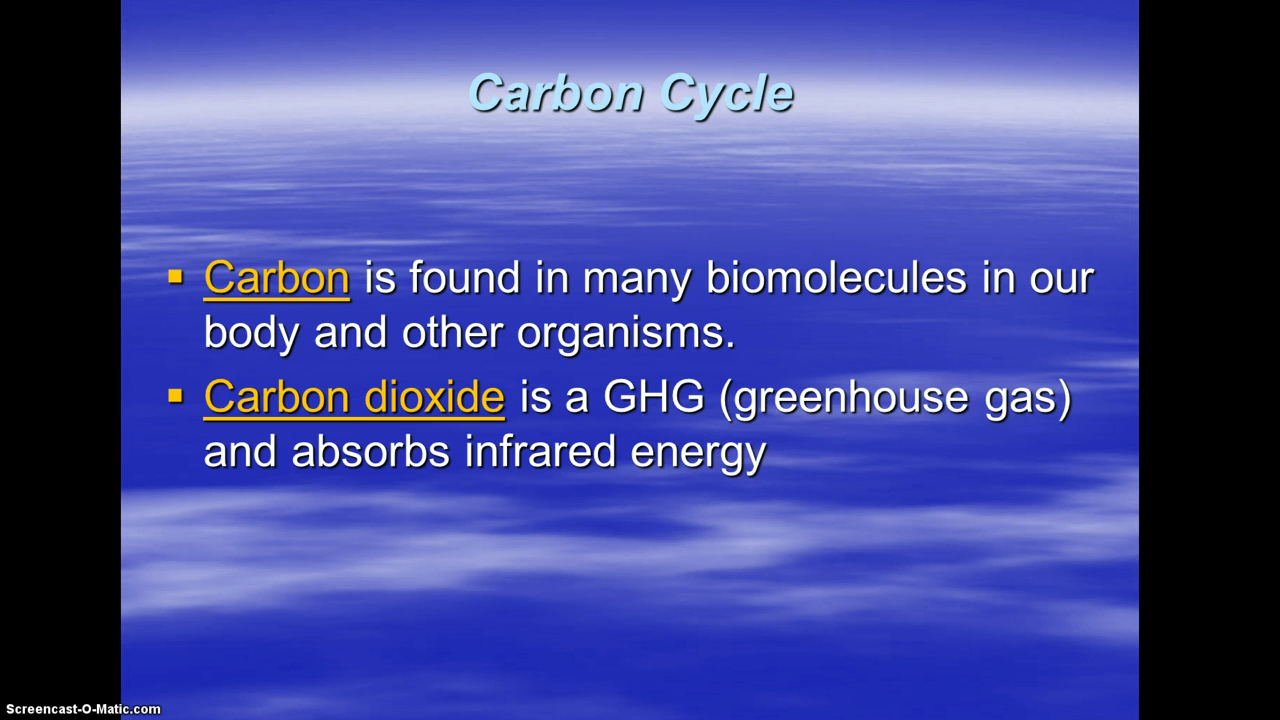 Carbon Cycle
▪ Carbon is found in many biomolecules in our
body and other organisms.
▪ Carbon dioxide is a GHG (greenhouse gas)
and absorbs infrared energy
Screencast-O-Matic.com